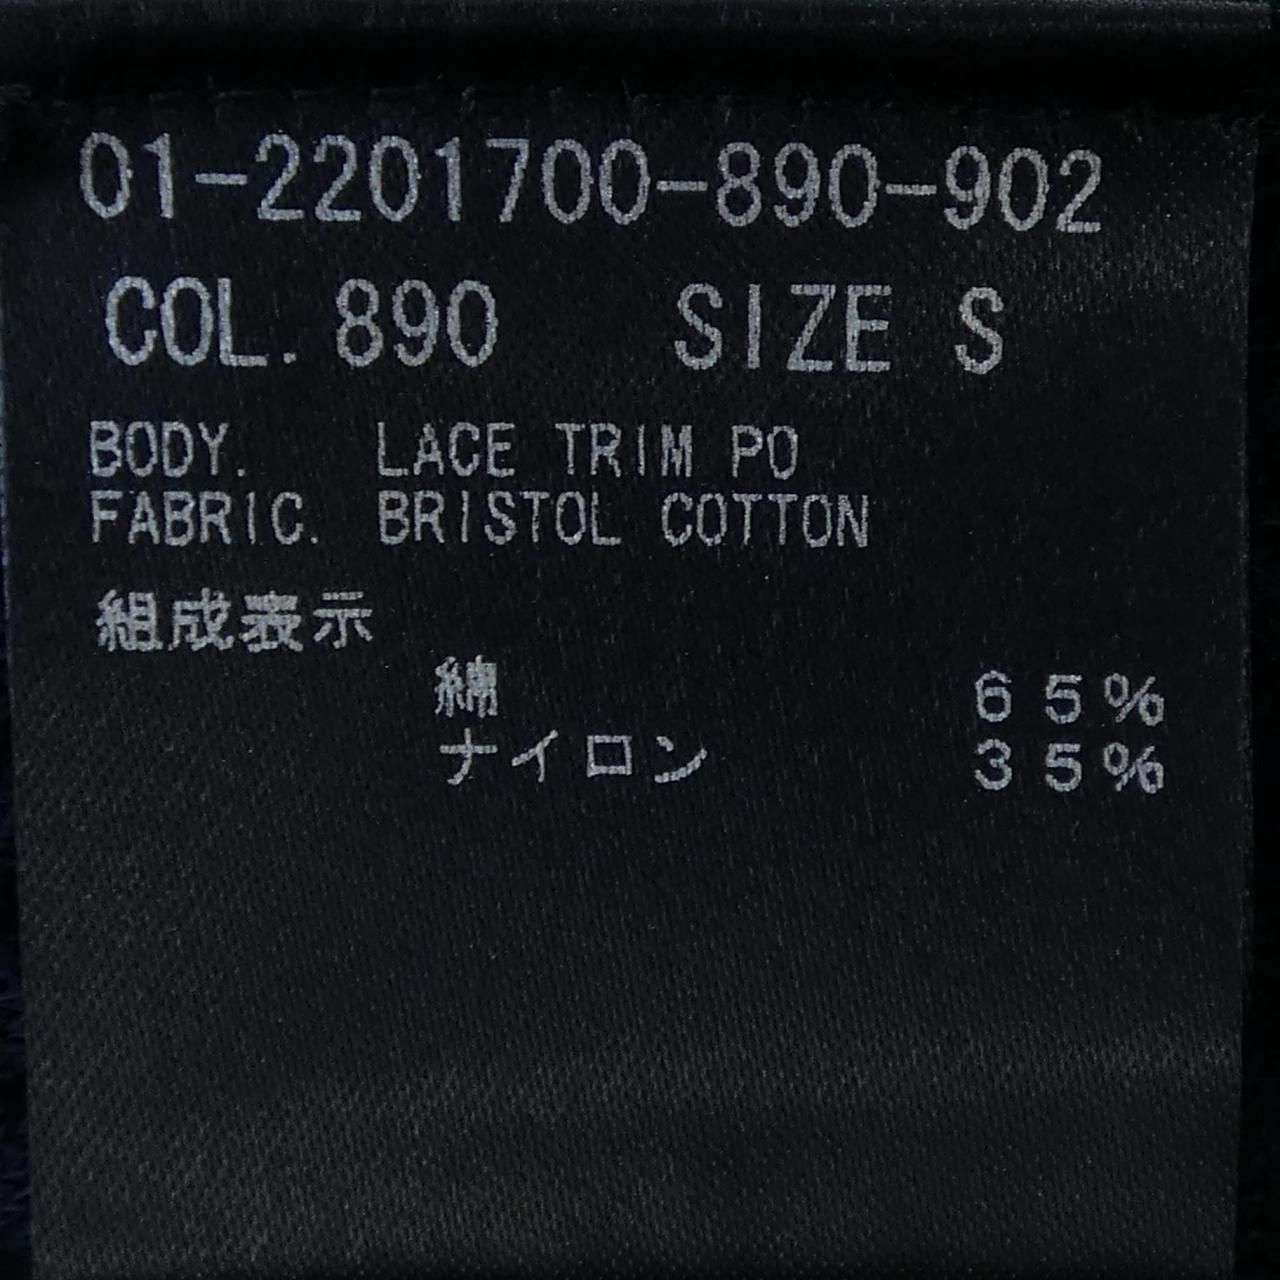 01-2201700-890-902
COL. 890 SIZE S
BODY. LACE TRIM PO
FABRIC. BRISTOL COTTON
組成表示
綿 65%
ナイロン 35%